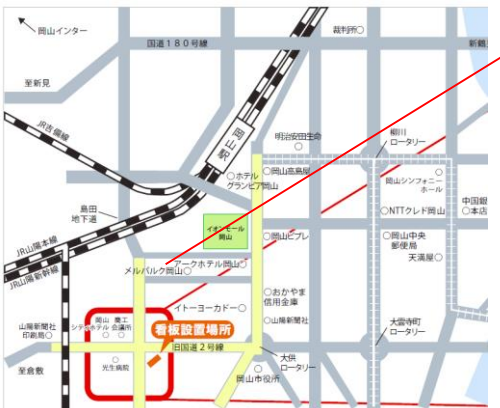 岡山インター
裁判所
国道180号線
新鶴見
至新見
JR吉備線
岡山駅
明治安田生命
柳川
ロータリー
岡山高島屋
ホテル
グランビア岡山
岡山シンフォニー
ホール
島田
地下道
NTTクレド岡山
中国銀
本店
イオンモール
岡山
岡山ビブレ
岡山中央
郵便局
天満屋
JR山陽本線
JR山陽新幹線
アークホテル岡山
メルパルク岡山
おかやま
信用金庫
イトーヨーカドー
山陽新聞社
印刷局
岡山
シティホテル
商工
会議所
看板設置場所
山陽新聞社
大雲寺町
ロータリー
旧国道2号線
至倉敷
光生病院
大供
ロータリー
岡山市役所